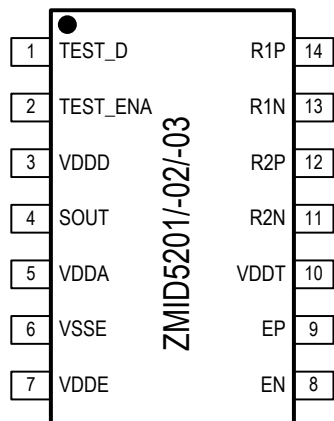 1 TEST_D R1P 14
2 TEST_ENA R1N 13
3 VDDD R2P 12
4 SOUT R2N 11
5 VDDA VDDT 10
6 VSSE EP 9
7 VDDE EN 8
ZMID5201/-02/-03